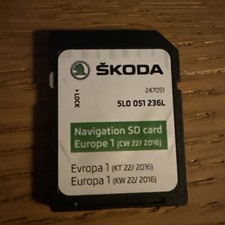 ŠKODA
247051
LOCK
5L0 051 236L
Navigation SD card
Europe 1 (CW 22/ 2016)
Evropa 1 (KT 22/ 2016)
Europa 1 (KW 22/ 2016)